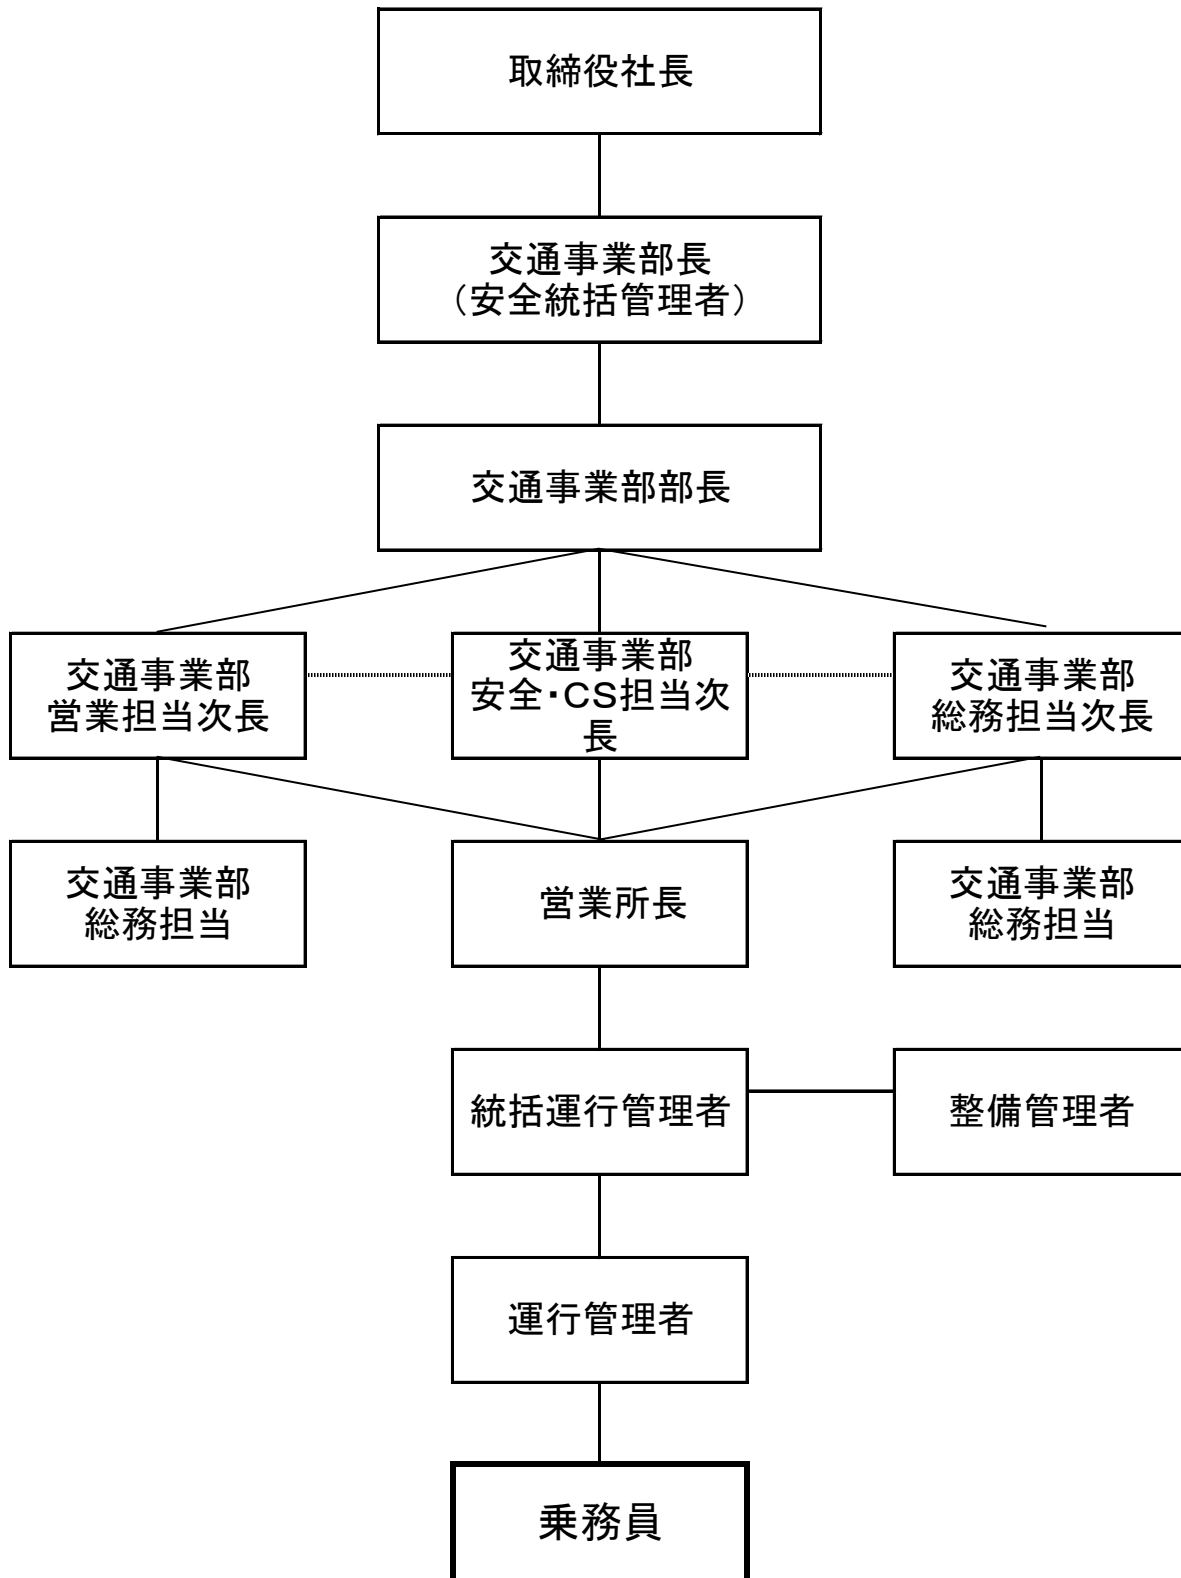 取締役社長
交通事業部長
（安全統括管理者）
交通事業部部長
交通事業部
営業担当次長
交通事業部
安全・CS担当次
長
交通事業部
総務担当次長
交通事業部
総務担当
営業所長
交通事業部
総務担当
統括運行管理者
整備管理者
運行管理者
乗務員